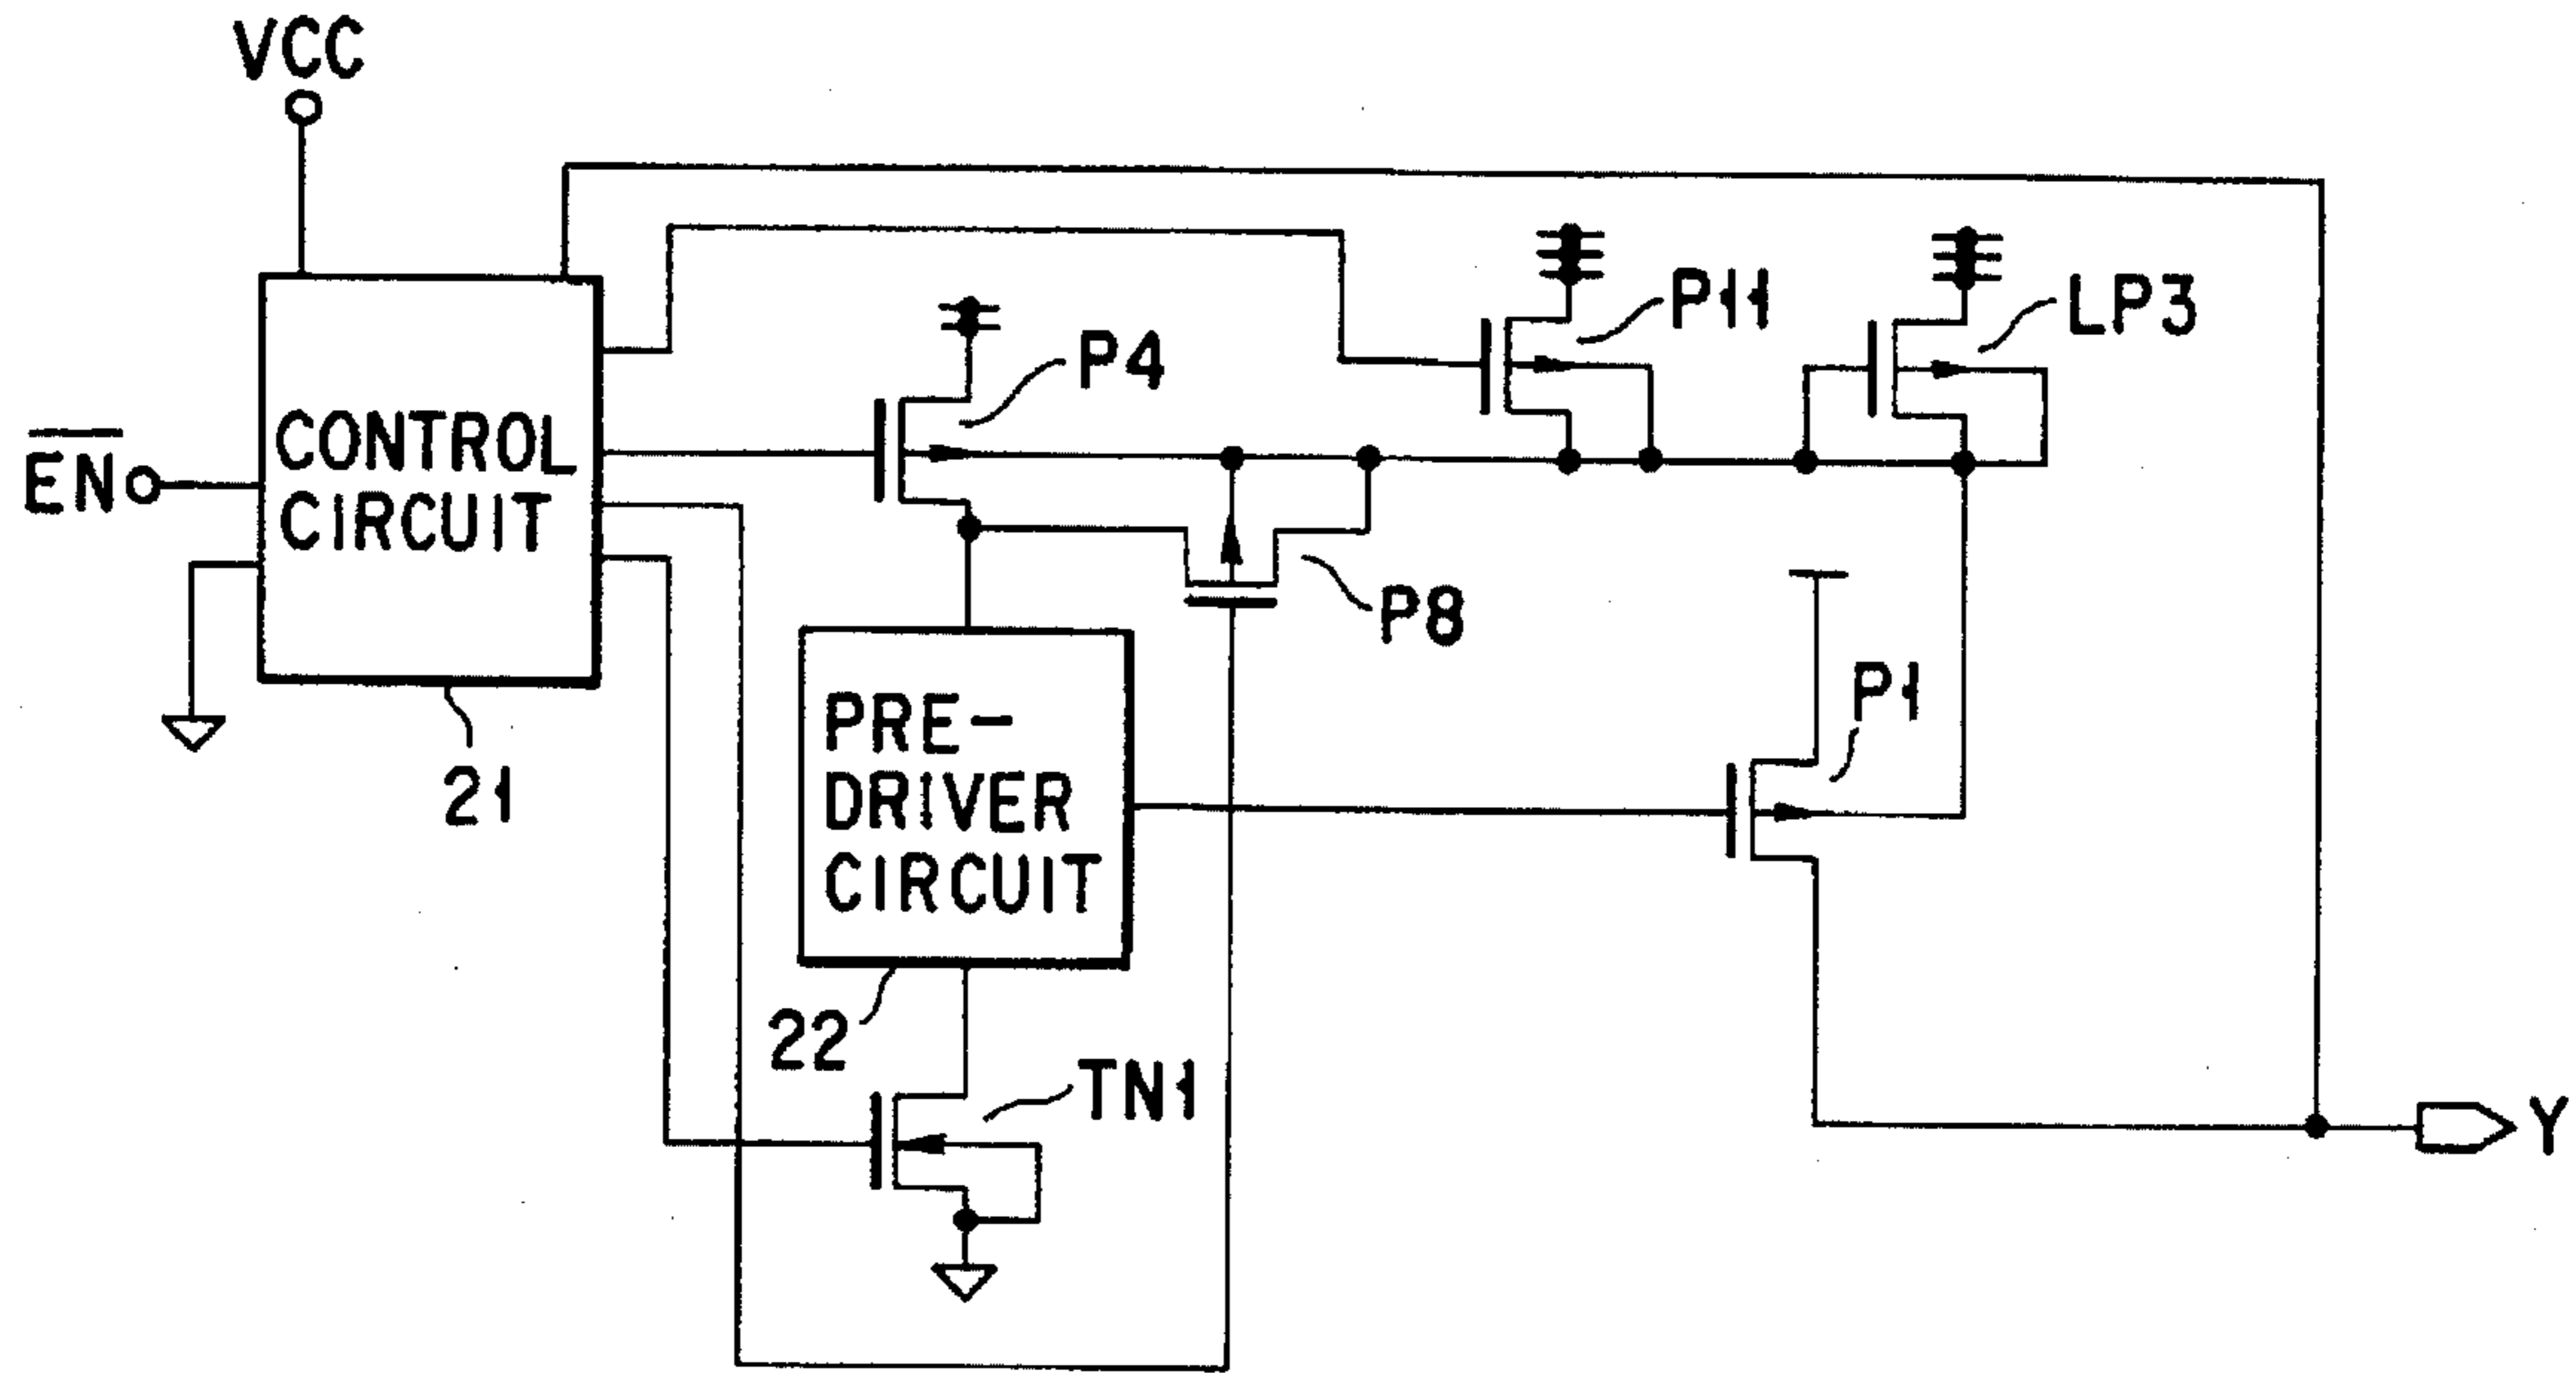 VCC
P11
LP3
P4
EN
CONTROL
CIRCUIT
P8
P1
21
PRE-
DRIVER
CIRCUIT
22
TN1
Y